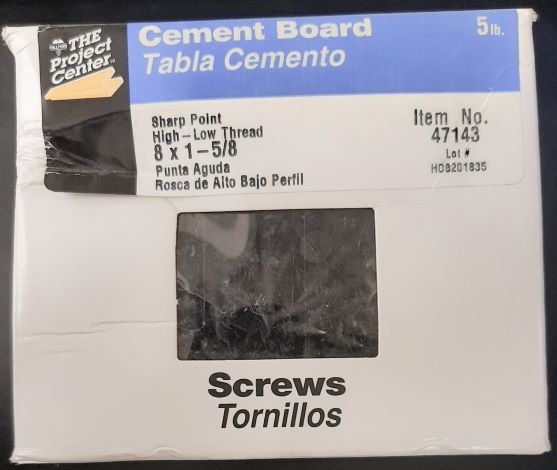 THE
Project
Center
Cement Board
Tabla Cemento
5 lb.
Sharp Point
High-Low Thread
8 x 1-5/8
Punta Aguda
Rosca de Alto Bajo Perfil
Item No.
47143
Lot #
H08201835
Screws
Tornillos